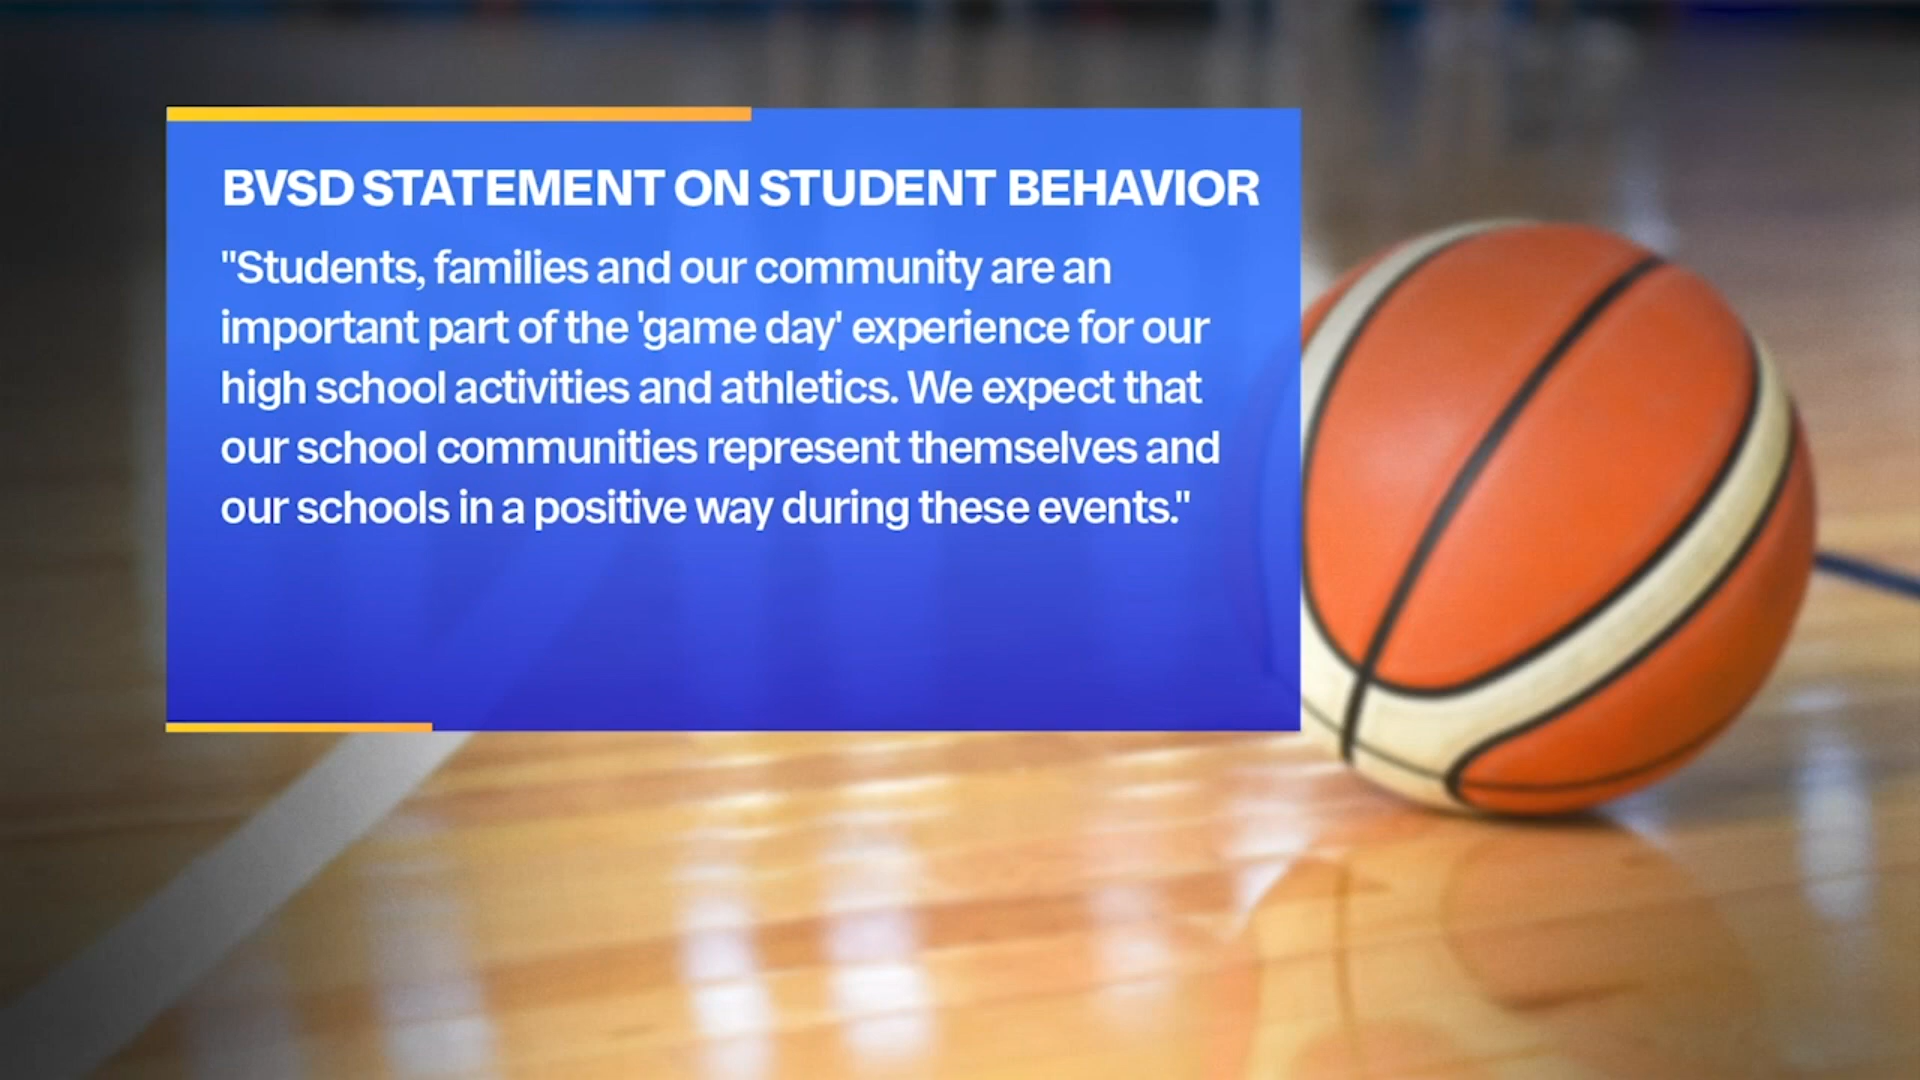 BVSD STATEMENT ON STUDENT BEHAVIOR
"Students, families and our community are an
important part of the 'game day' experience for our
high school activities and athletics. We expect that
our school communities represent themselves and
our schools in a positive way during these events."